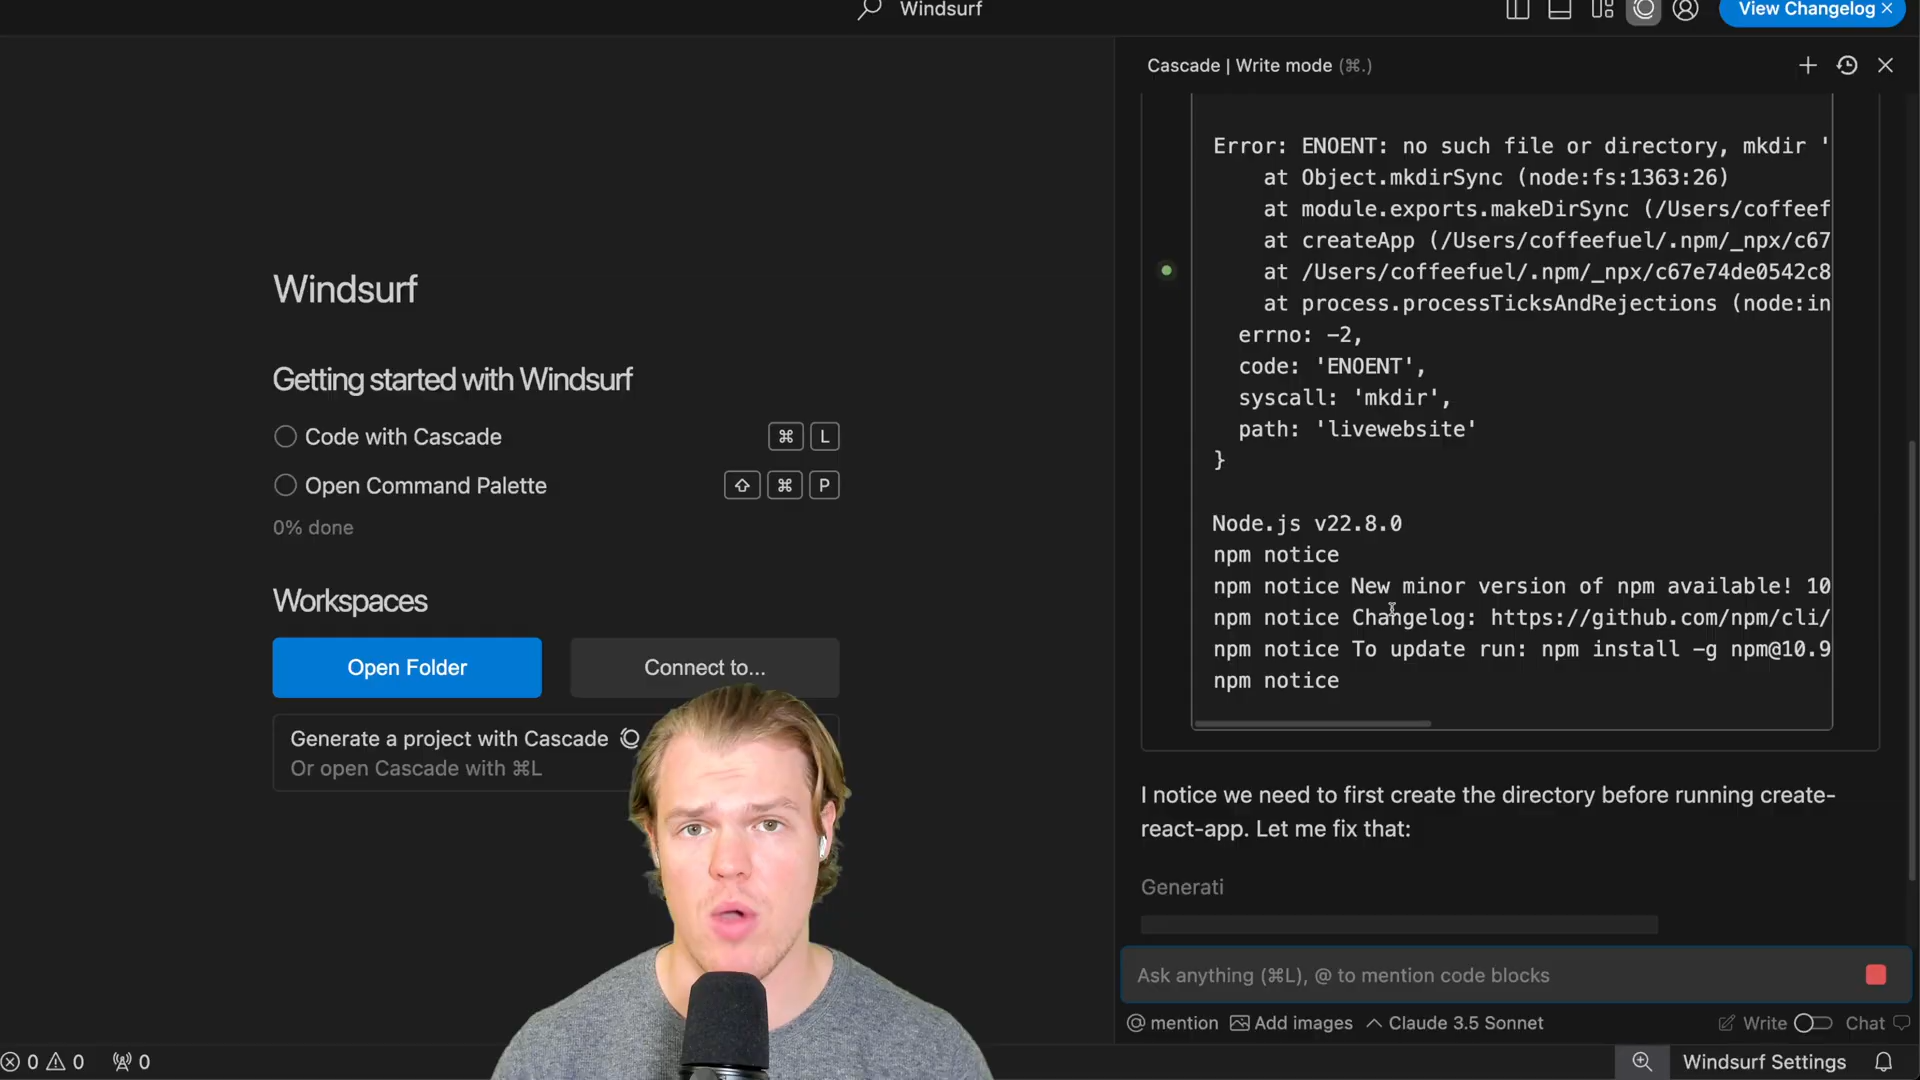 Windsurf
View Changelog ×
Cascade | Write mode (⌘.)
Error: ENOENT: no such file or directory, mkdir '
at Object.mkdirSync (node:fs:1363:26)
at module.exports.makeDirSync (/Users/coffeef
at createApp (/Users/coffeefuel/.npm/_npx/c67
at /Users/coffeefuel/.npm/_npx/c67e74de0542c8
at process.processTicksAndRejections (node:in
errno: -2,
code: 'ENOENT',
syscall: 'mkdir',
path: 'livewebsite'
}
Node.js v22.8.0
npm notice
npm notice New minor version of npm available! 10
npm notice Changelog: https://github.com/npm/cli/
npm notice To update run: npm install -g npm@10.9
npm notice
I notice we need to first create the directory before running create-
react-app. Let me fix that:
Generati
Ask anything (⌘L), @ to mention code blocks
@ mention Add images Claude 3.5 Sonnet Write Chat
Windsurf
Getting started with Windsurf
Code with Cascade ⌘ L
Open Command Palette ⇧ ⌘ P
0% done
Workspaces
Open Folder
Connect to...
Generate a project with Cascade
Or open Cascade with ⌘L
0 0 0
Windsurf Settings